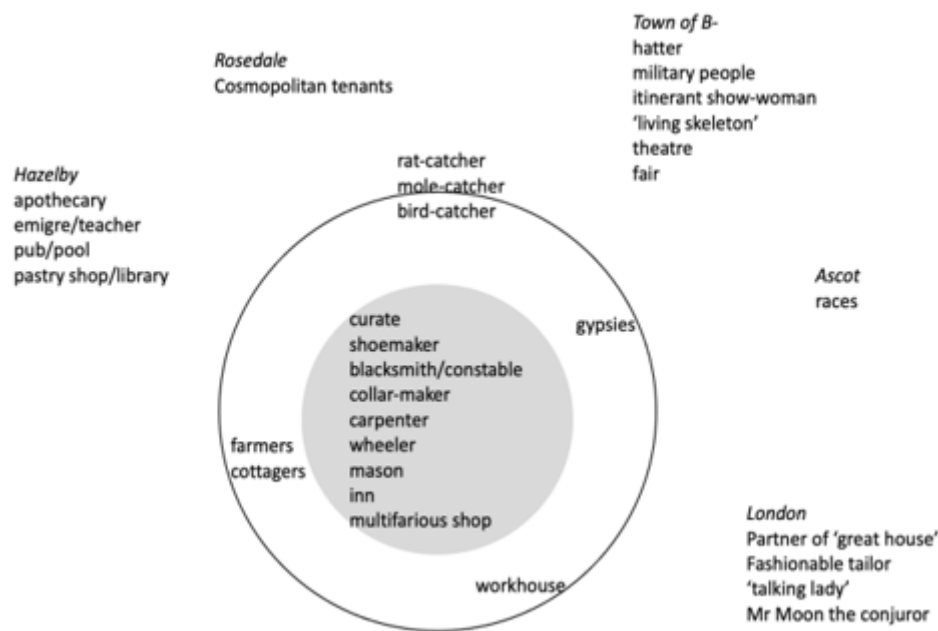 Town of B-
hatter
military people
itinerant show-woman
‘living skeleton’
theatre
fair
Rosedale
Cosmopolitan tenants
Hazelby
apothecary
emigre/teacher
pub/pool
pastry shop/library
rat-catcher
mole-catcher
bird-catcher
Ascot
races
gypsies
curate
shoemaker
blacksmith/constable
collar-maker
carpenter
wheeler
mason
inn
multifarious shop
farmers
cottagers
workhouse
London
Partner of ‘great house’
Fashionable tailor
‘talking lady’
Mr Moon the conjuror